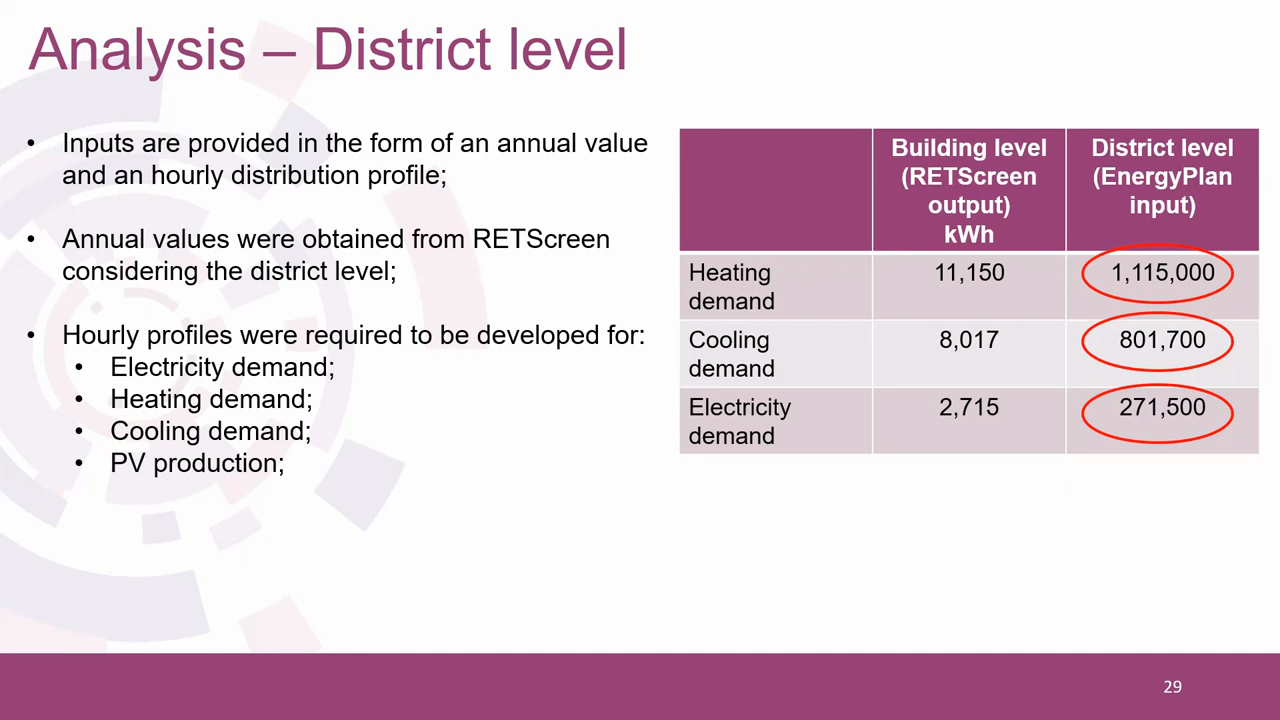 Analysis – District level
• Inputs are provided in the form of an annual value
and an hourly distribution profile;
• Annual values were obtained from RETScreen
considering the district level;
• Hourly profiles were required to be developed for:
• Electricity demand;
• Heating demand;
• Cooling demand;
• PV production;
Building level
(RETScreen
output)
kWh
District level
(EnergyPlan
input)
Heating
demand
11,150
1,115,000
Cooling
demand
8,017
801,700
Electricity
demand
2,715
271,500
29